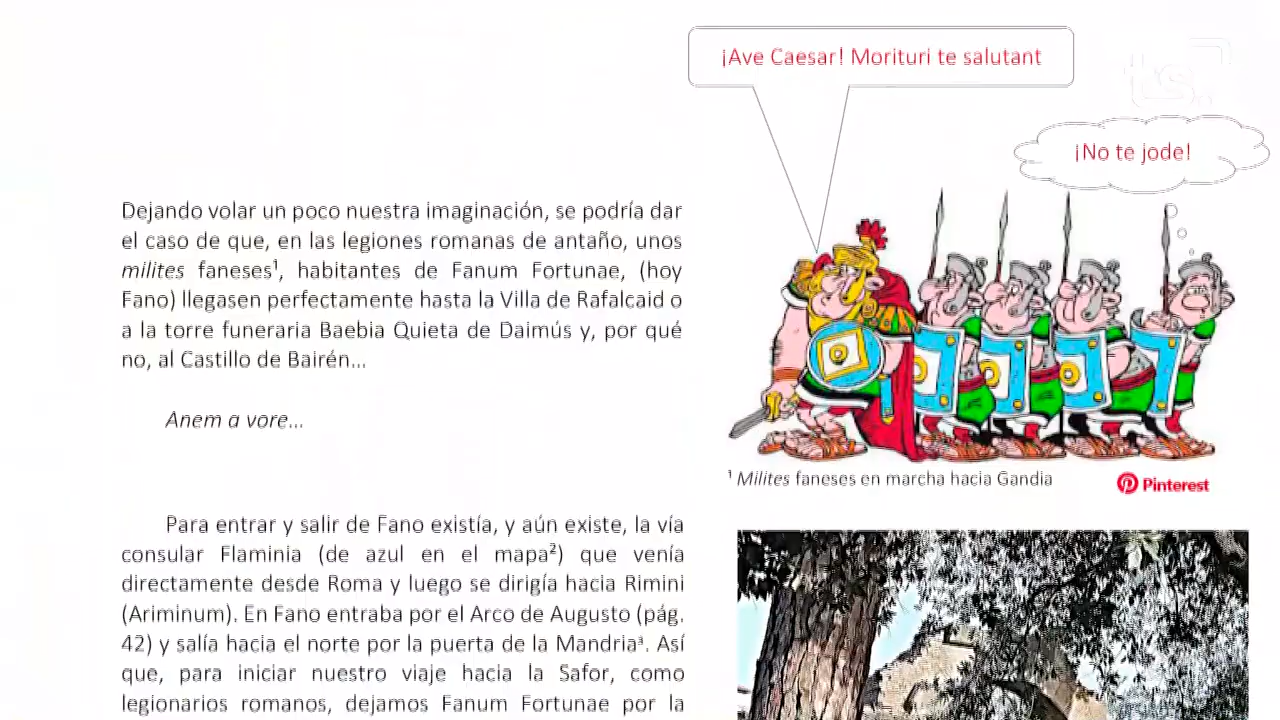 ¡Ave Caesar! Morituri te salutant
¡No te jode!
Dejando volar un poco nuestra imaginación, se podría dar
el caso de que, en las legiones romanas de antaño, unos
milites faneses¹, habitantes de Fanum Fortunae, (hoy
Fano) llegasen perfectamente hasta la Villa de Rafalcaid o
a la torre funeraria Baebia Quieta de Daimús y, por qué
no, al Castillo de Bairén...
Anem a vore...
¹ Milites faneses en marcha hacia Gandia
Pinterest
Para entrar y salir de Fano existía, y aún existe, la vía
consular Flaminia (de azul en el mapa²) que venía
directamente desde Roma y luego se dirigía hacia Rimini
(Ariminum). En Fano entraba por el Arco de Augusto (pág.
42) y salía hacia el norte por la puerta de la Mandria³. Así
que, para iniciar nuestro viaje hacia la Safor, como
legionarios romanos, dejamos Fanum Fortunae por la
ts.